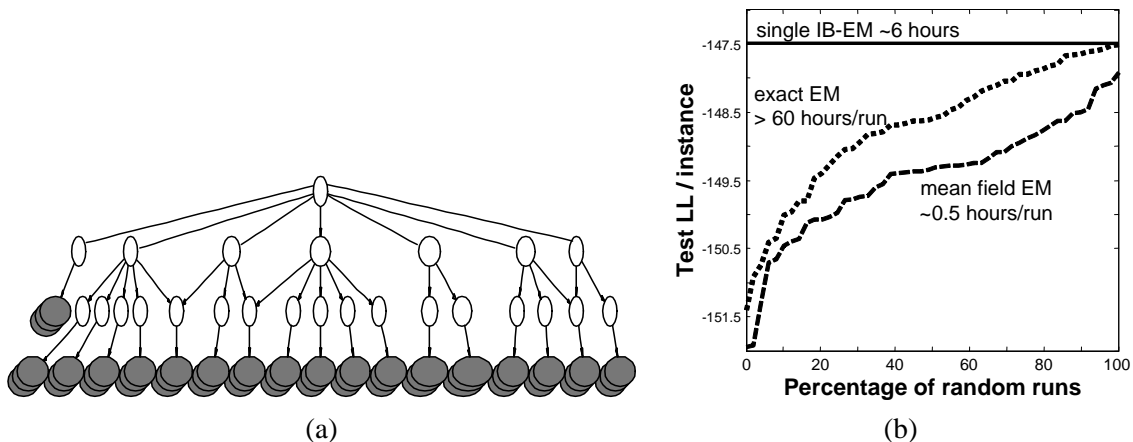 -147.5
-148.5
-149.5
-150.5
-151.5
Test LL / instance
single IB-EM ~6 hours
exact EM
> 60 hours/run
mean field EM
~0.5 hours/run
0
20
40
60
80
100
Percentage of random runs
(a)
(b)